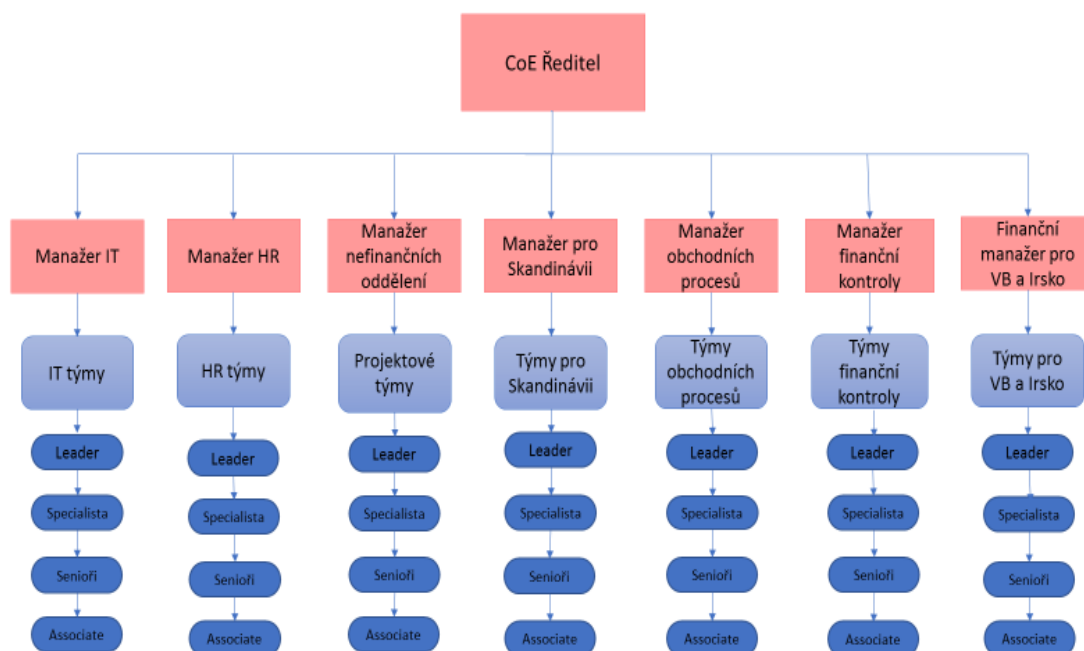 CoE Ředitel
Manažer IT
Manažer HR
Manažer
nefinančních
oddělení
Manažer pro
Skandinávii
Manažer
obchodních
procesů
Manažer
finanční
kontroly
Finanční
manažer pro
VB a Irsko
IT týmy
HR týmy
Projektové
týmy
Týmy pro
Skandinávii
Týmy
obchodních
procesů
Týmy
finanční
kontroly
Týmy pro
VB a Irsko
Leader
Leader
Leader
Leader
Leader
Leader
Leader
Specialista
Specialista
Specialista
Specialista
Specialista
Specialista
Specialista
Senioři
Senioři
Senioři
Senioři
Senioři
Senioři
Senioři
Associate
Associate
Associate
Associate
Associate
Associate
Associate